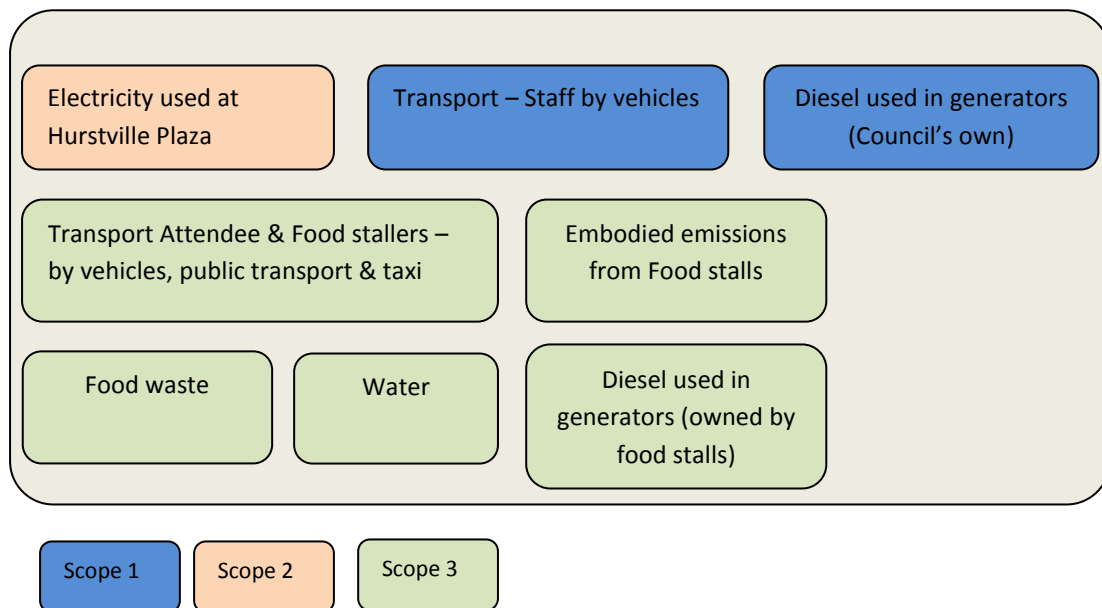 Electricity used at
Hurstville Plaza
Transport – Staff by vehicles
Diesel used in generators
(Council’s own)
Transport Attendee & Food stallers –
by vehicles, public transport & taxi
Embodied emissions
from Food stalls
Food waste
Water
Diesel used in
generators (owned by
food stalls)
Scope 1
Scope 2
Scope 3